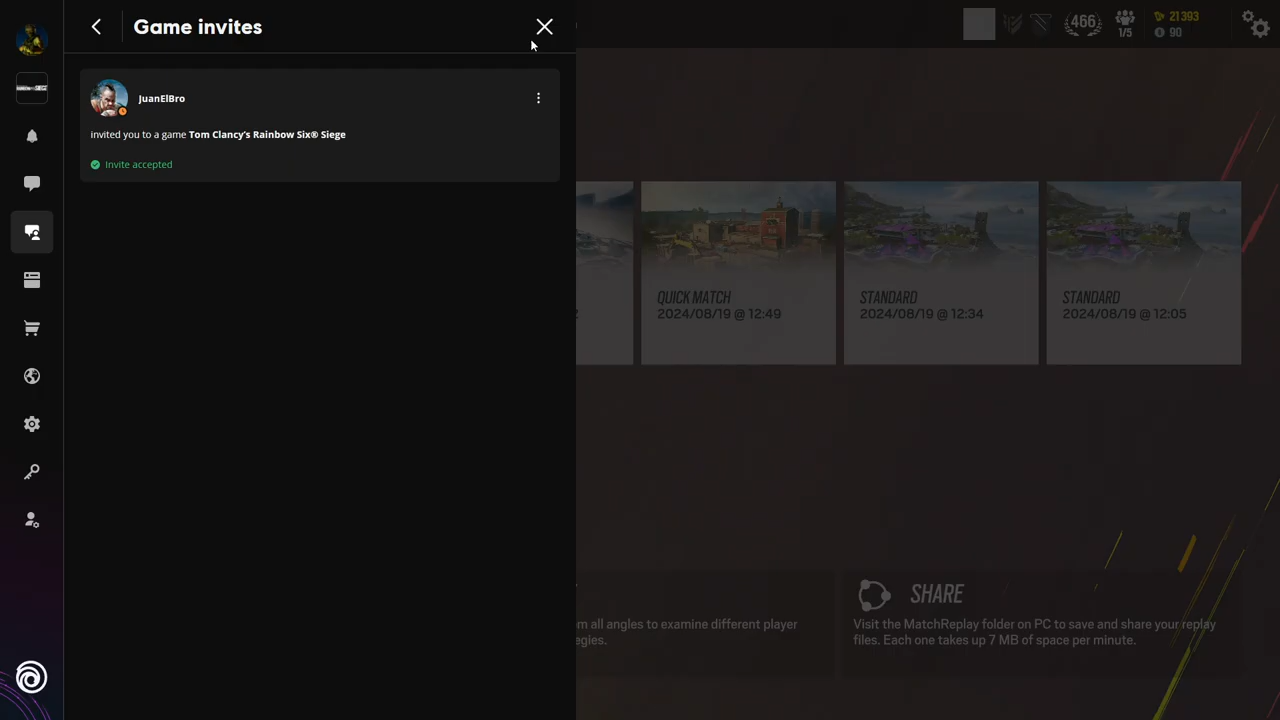 Game invites
466
1/5
21 393
90
JuanElBro
invited you to a game Tom Clancy's Rainbow Six® Siege
Invite accepted
QUICK MATCH
2024/08/19 @ 12:49
STANDARD
2024/08/19 @ 12:34
STANDARD
2024/08/19 @ 12:05
m all angles to examine different player
egies.
SHARE
Visit the MatchReplay folder on PC to save and share your replay
files. Each one takes up 7 MB of space per minute.